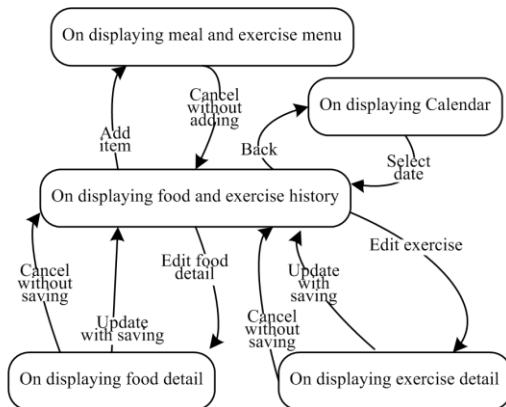 On displaying meal and exercise menu
Cancel
without
adding
On displaying Calendar
Add
item
Back
Select
date
On displaying food and exercise history
Edit food
detail
Edit exercise
Cancel
without
saving
Update
with saving
Update
with
saving
Cancel
without
saving
On displaying food detail
On displaying exercise detail